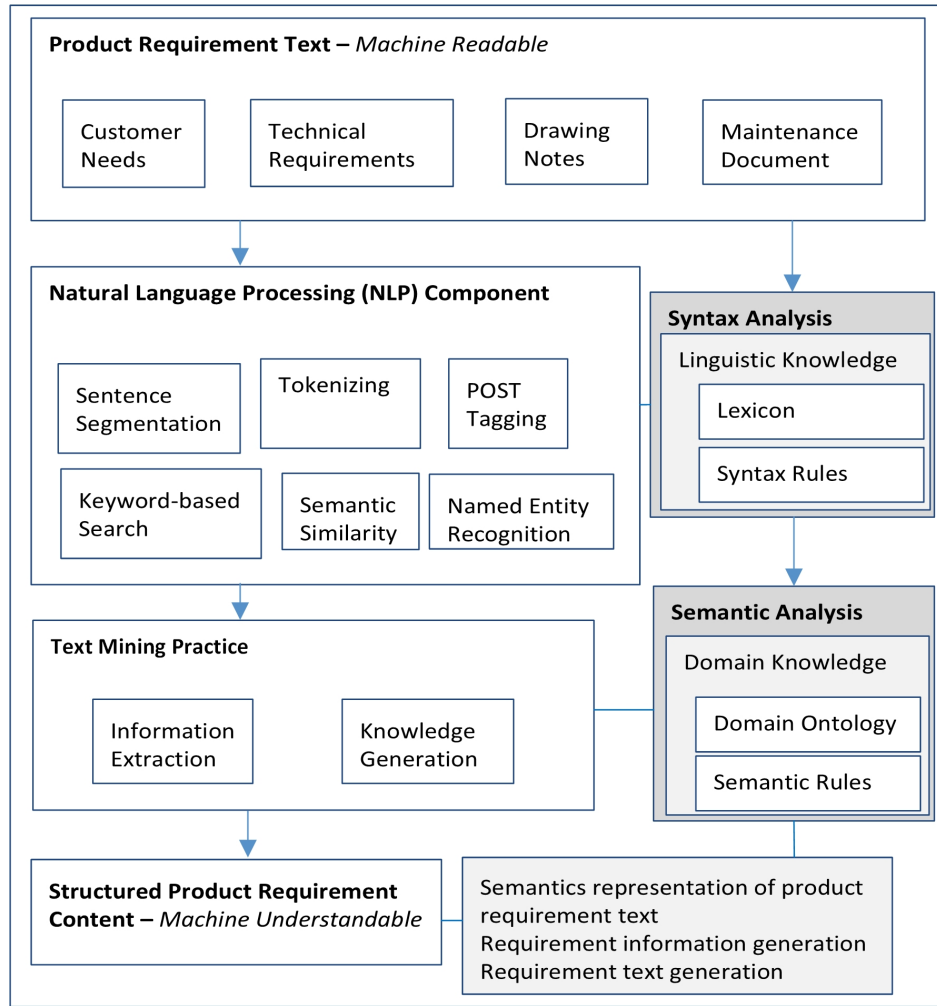 Product Requirement Text – Machine Readable
Customer
Needs
Technical
Requirements
Drawing
Notes
Maintenance
Document
Natural Language Processing (NLP) Component
Sentence
Segmentation
Tokenizing
POST
Tagging
Keyword-based
Search
Semantic
Similarity
Named Entity
Recognition
Syntax Analysis
Linguistic Knowledge
Lexicon
Syntax Rules
Text Mining Practice
Information
Extraction
Knowledge
Generation
Semantic Analysis
Domain Knowledge
Domain Ontology
Semantic Rules
Structured Product Requirement
Content – Machine Understandable
Semantics representation of product
requirement text
Requirement information generation
Requirement text generation